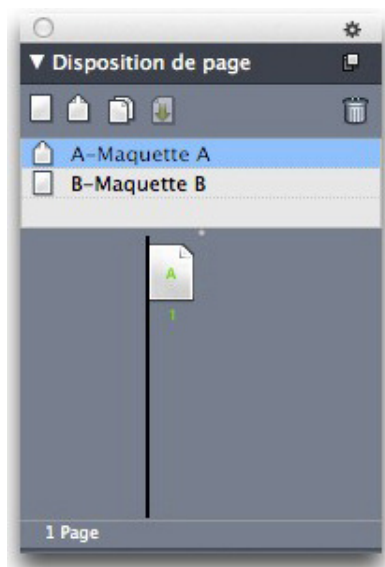 Disposition de page
A-Maquette A
B-Maquette B
A
1
1 Page